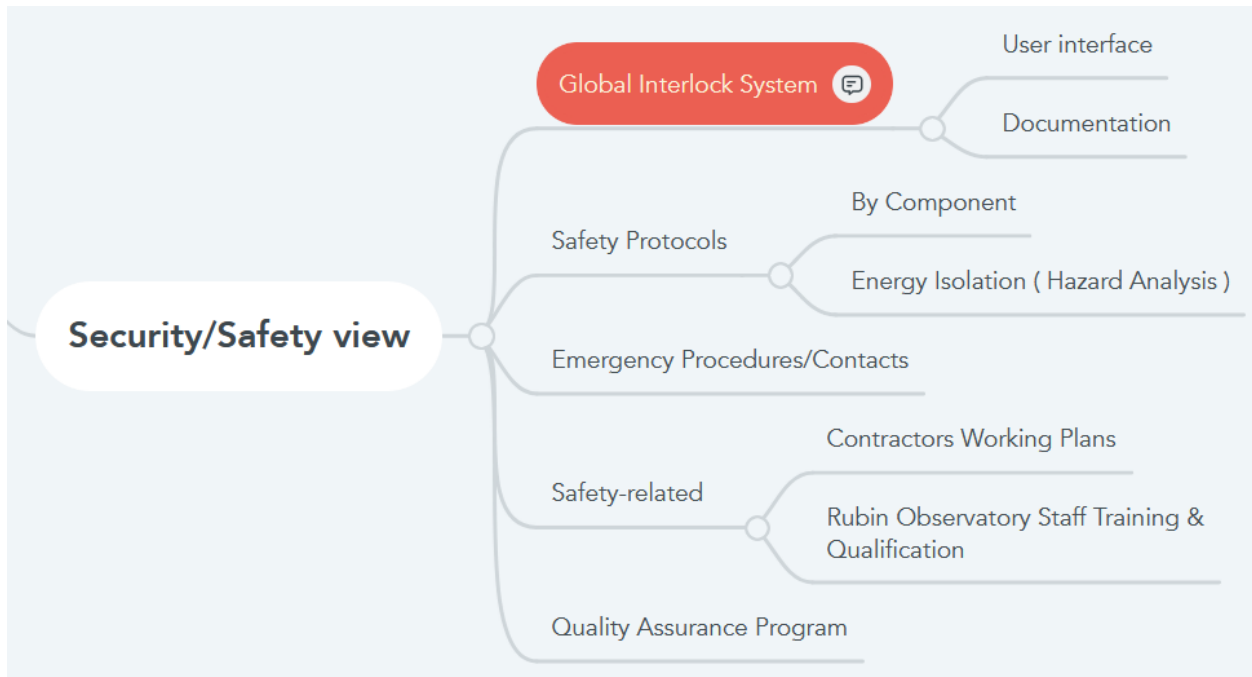 Global Interlock System
User interface
Documentation
Safety Protocols
By Component
Energy Isolation ( Hazard Analysis )
Security/Safety view
Emergency Procedures/Contacts
Safety-related
Contractors Working Plans
Rubin Observatory Staff Training &
Qualification
Quality Assurance Program